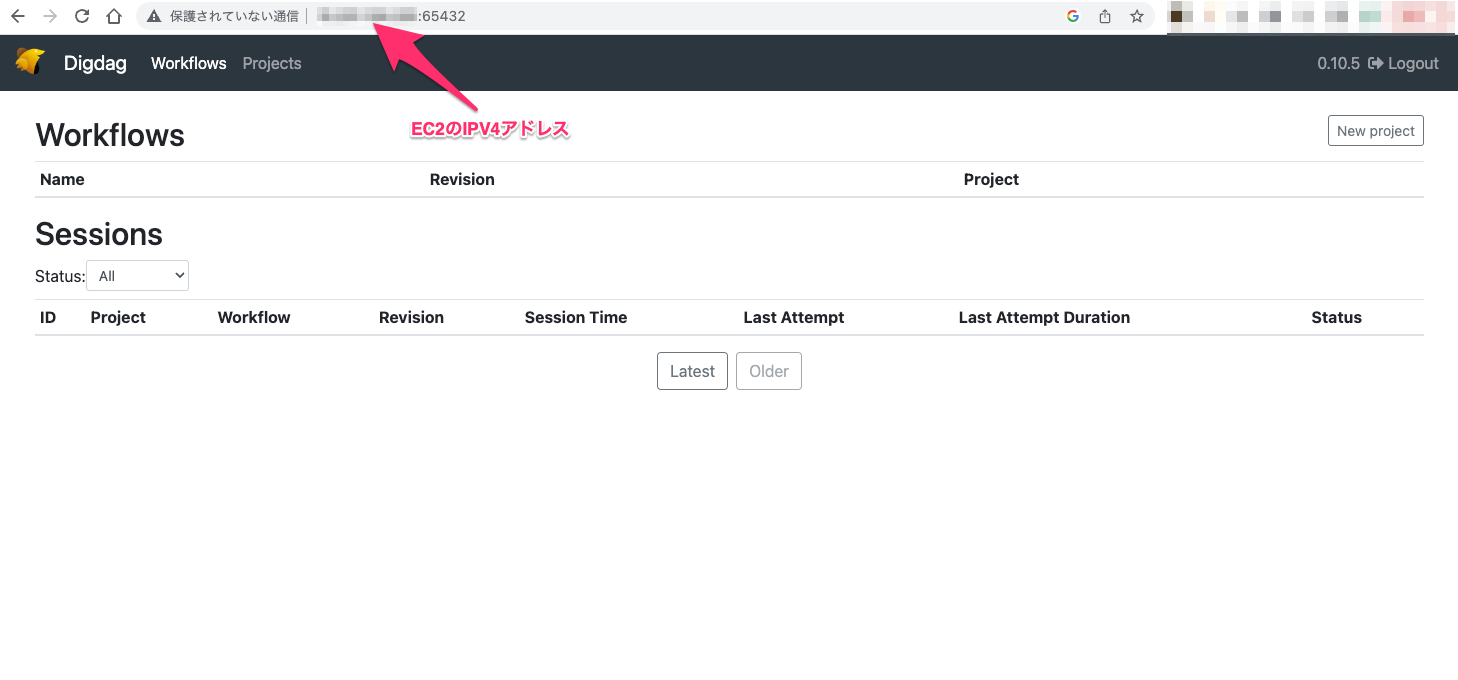 保護されていない通信 :65432
Digdag Workflows Projects 0.10.5 Logout
EC2のIPV4アドレス
Workflows New project
Name Revision Project
Sessions
Status: All
ID Project Workflow Revision Session Time Last Attempt Last Attempt Duration Status
Latest Older